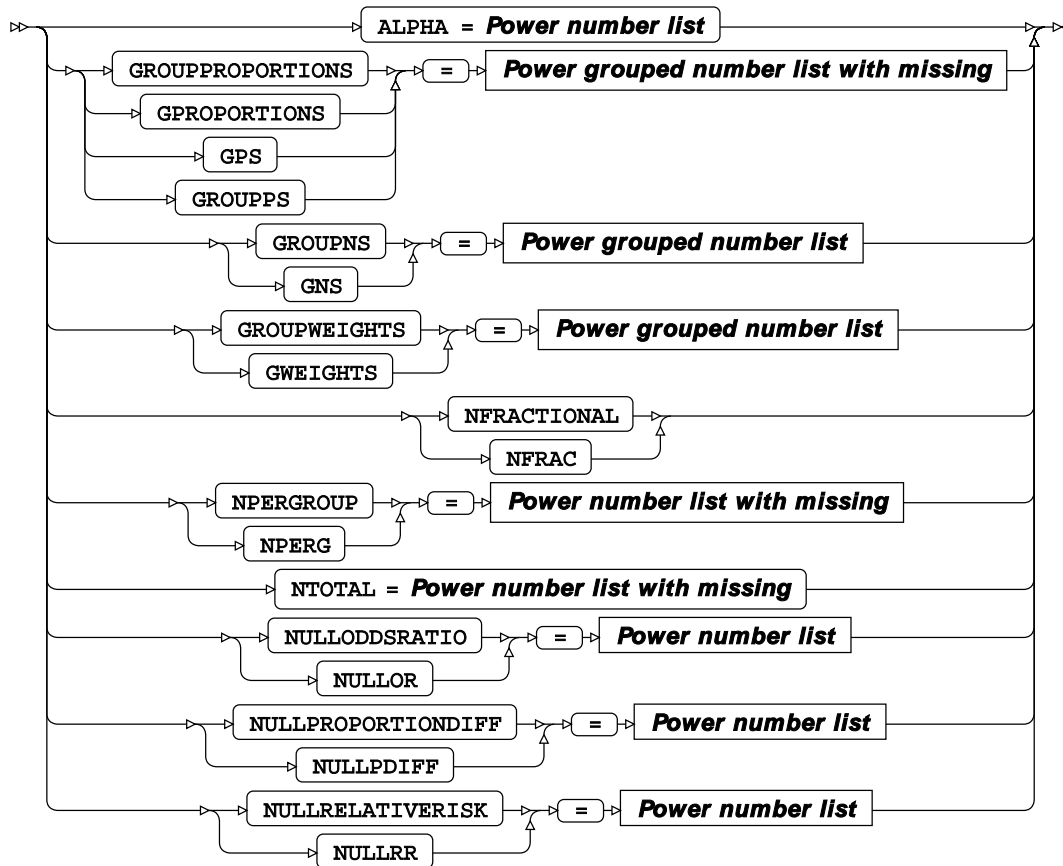 ALPHA = Power number list
GROUPPROPORTIONS = Power grouped number list with missing
GPROPORTIONS
GPS
GROUPPS
GROUPNS = Power grouped number list
GNS
GROUPWEIGHTS = Power grouped number list
GWEIGHTS
NFRACTIONAL
NFRAC
NPERGROUP = Power number list with missing
NPERG
NTOTAL = Power number list with missing
NULLODDSRATIO = Power number list
NULLOR
NULLPROPORTIONDIFF = Power number list
NULLPDIFF
NULLRELATIVERISK = Power number list
NULLRR